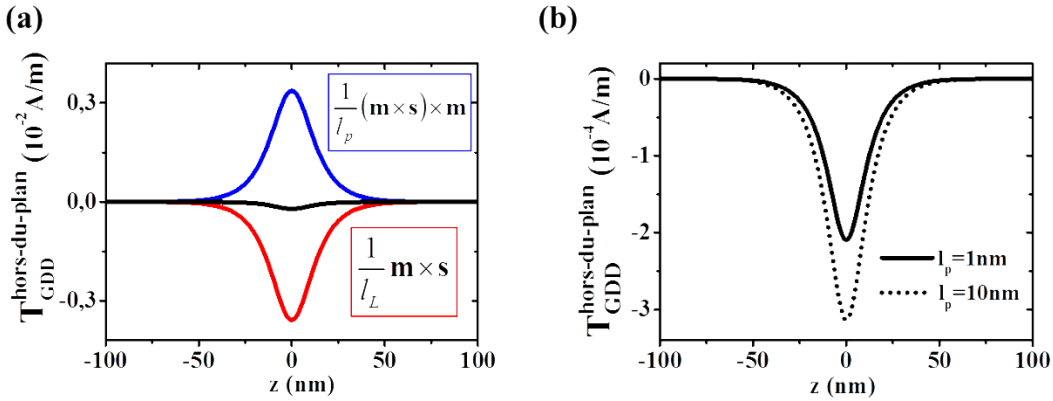 (a)
T_GDD^hors-du-plan (10^-2 A/m)
0,3
0,0
-0,3
1/l_p (m×s)×m
1/l_L m×s
-100 -50 0 50 100
z (nm)
(b)
T_GDD^hors-du-plan (10^-4 A/m)
0
-1
-2
-3
l_p=1nm
l_p=10nm
-100 -50 0 50 100
z (nm)